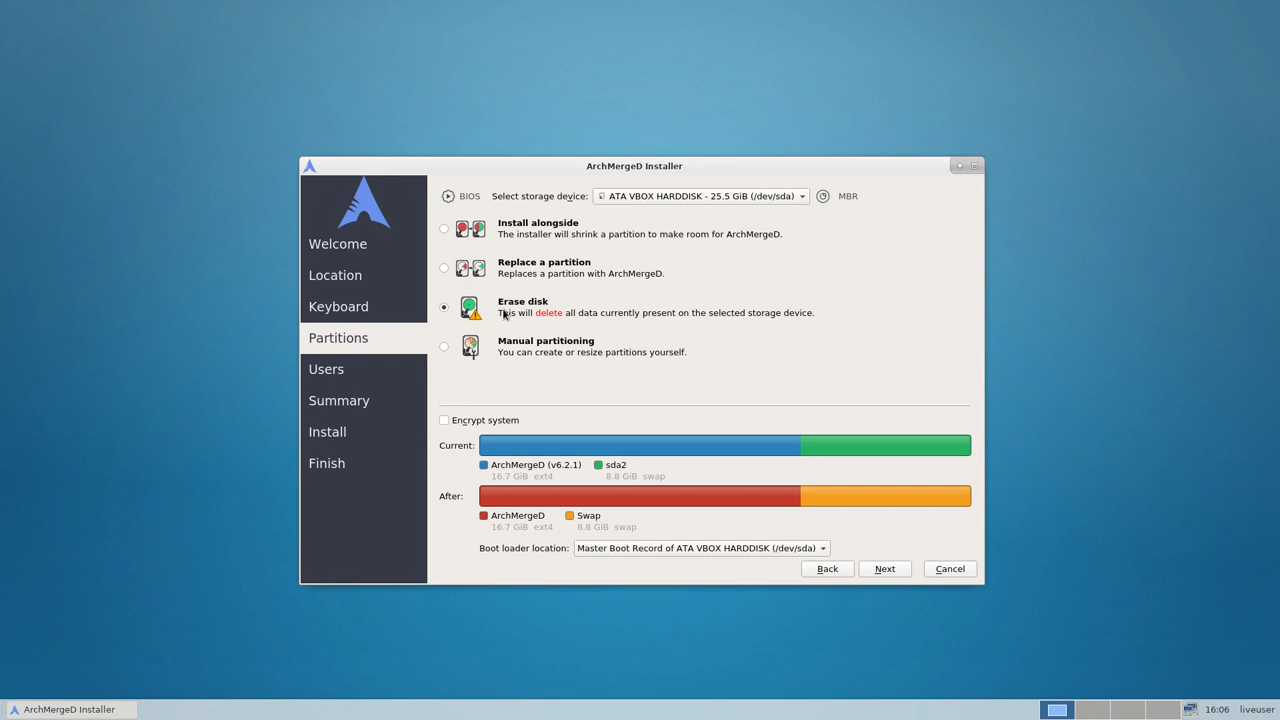 ArchMergeD Installer
BIOS Select storage device: ATA VBOX HARDDISK - 25.5 GiB (/dev/sda) MBR
Welcome
Location
Keyboard
Partitions
Users
Summary
Install
Finish
Install alongside
The installer will shrink a partition to make room for ArchMergeD.
Replace a partition
Replaces a partition with ArchMergeD.
Erase disk
This will delete all data currently present on the selected storage device.
Manual partitioning
You can create or resize partitions yourself.
Encrypt system
Current:
ArchMergeD (v6.2.1) sda2
16.7 GiB ext4 8.8 GiB swap
After:
ArchMergeD Swap
16.7 GiB ext4 8.8 GiB swap
Boot loader location: Master Boot Record of ATA VBOX HARDDISK (/dev/sda)
Back Next Cancel
ArchMergeD Installer 16:06 liveuser